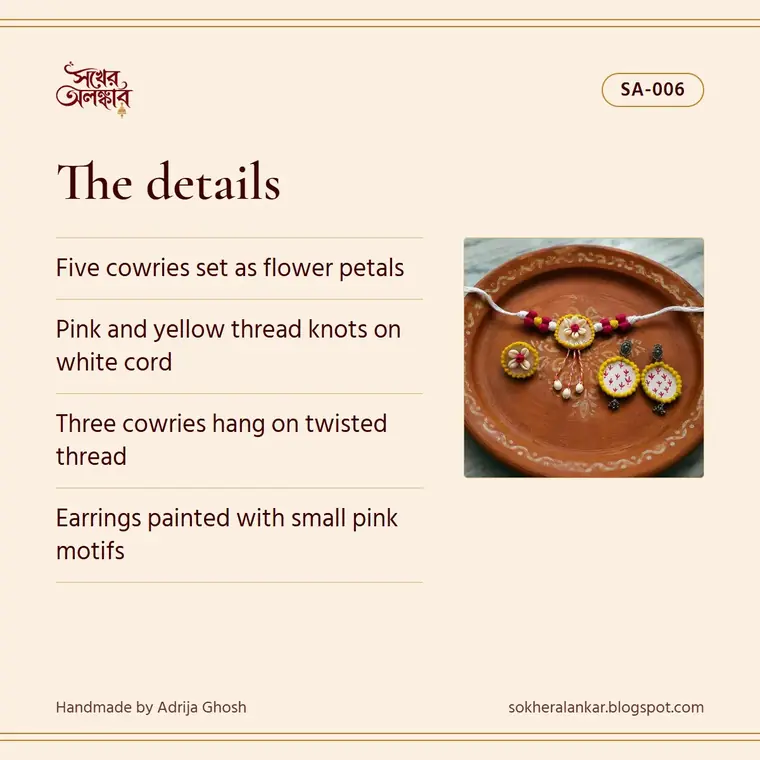 সখের
অলঙ্কার
SA-006
The details
Five cowries set as flower petals
Pink and yellow thread knots on
white cord
Three cowries hang on twisted
thread
Earrings painted with small pink
motifs
Handmade by Adrija Ghosh
sokheralankar.blogspot.com